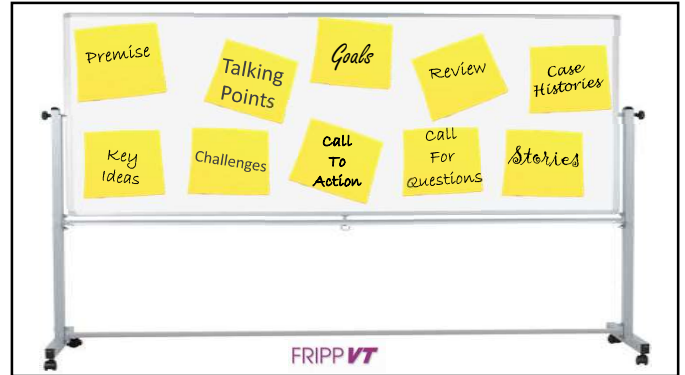 Premise
Talking
Points
Goals
Review
Case
Histories
Key
Ideas
Challenges
Call
To
Action
Call
For
Questions
Stories
FRIPP VT